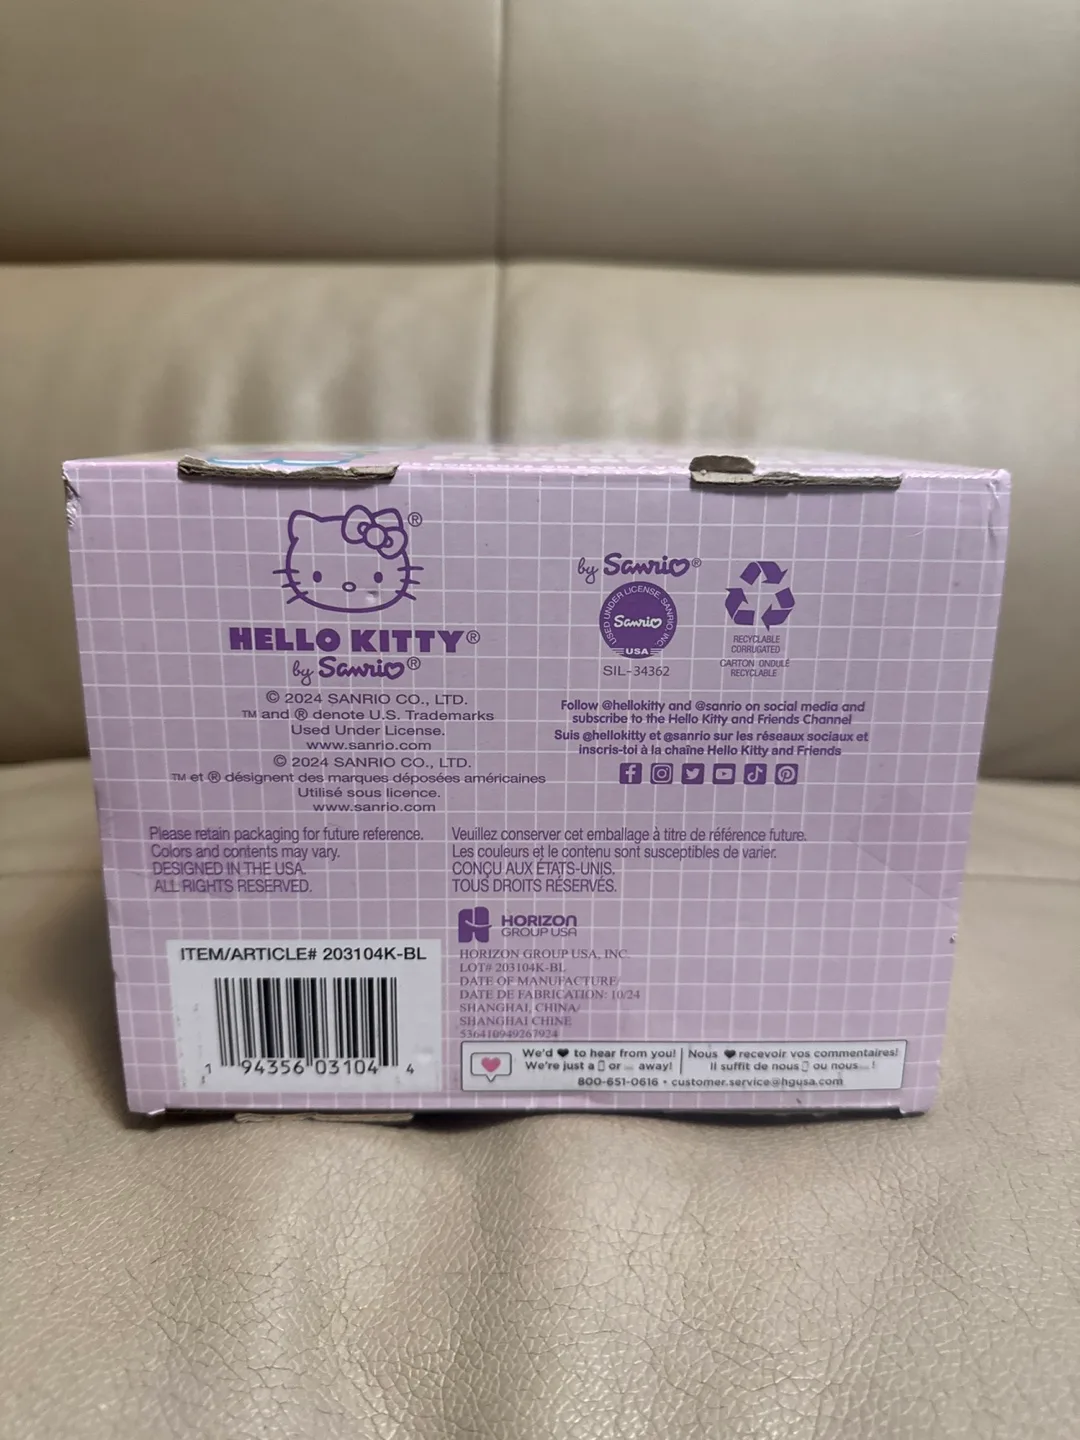 ®
HELLO KITTY®
by Sanrio®
© 2024 SANRIO CO., LTD.
TM and ® denote U.S. Trademarks
Used Under License.
www.sanrio.com
© 2024 SANRIO CO., LTD.
TM et ® désignent des marques déposées américaines
Utilisé sous licence.
www.sanrio.com
by Sanrio®
USED UNDER LICENSE SANRIO INC.
Sanrio
USA
SIL-34362
RECYCLABLE
CORRUGATED
CARTON ONDULÉ
RECYCLABLE
Follow @hellokitty and @sanrio on social media and
subscribe to the Hello Kitty and Friends Channel
Suis @hellokitty et @sanrio sur les réseaux sociaux et
inscris-toi à la chaîne Hello Kitty and Friends
Please retain packaging for future reference.
Colors and contents may vary.
DESIGNED IN THE USA.
ALL RIGHTS RESERVED.
Veuillez conserver cet emballage à titre de référence future.
Les couleurs et le contenu sont susceptibles de varier.
CONÇU AUX ÉTATS-UNIS.
TOUS DROITS RÉSERVÉS.
HORIZON
GROUP USA
HORIZON GROUP USA, INC.
LOT# 203104K-BL
DATE OF MANUFACTURE/
DATE DE FABRICATION: 10/24
SHANGHAI, CHINA/
SHANGHAI CHINE
536410949267924
ITEM/ARTICLE# 203104K-BL
1 94356 03104 4
We'd to hear from you!
We're just a or away!
Nous recevoir vos commentaires!
Il suffit de nous ou nous !
800-651-0616 • customer.service@hgusa.com